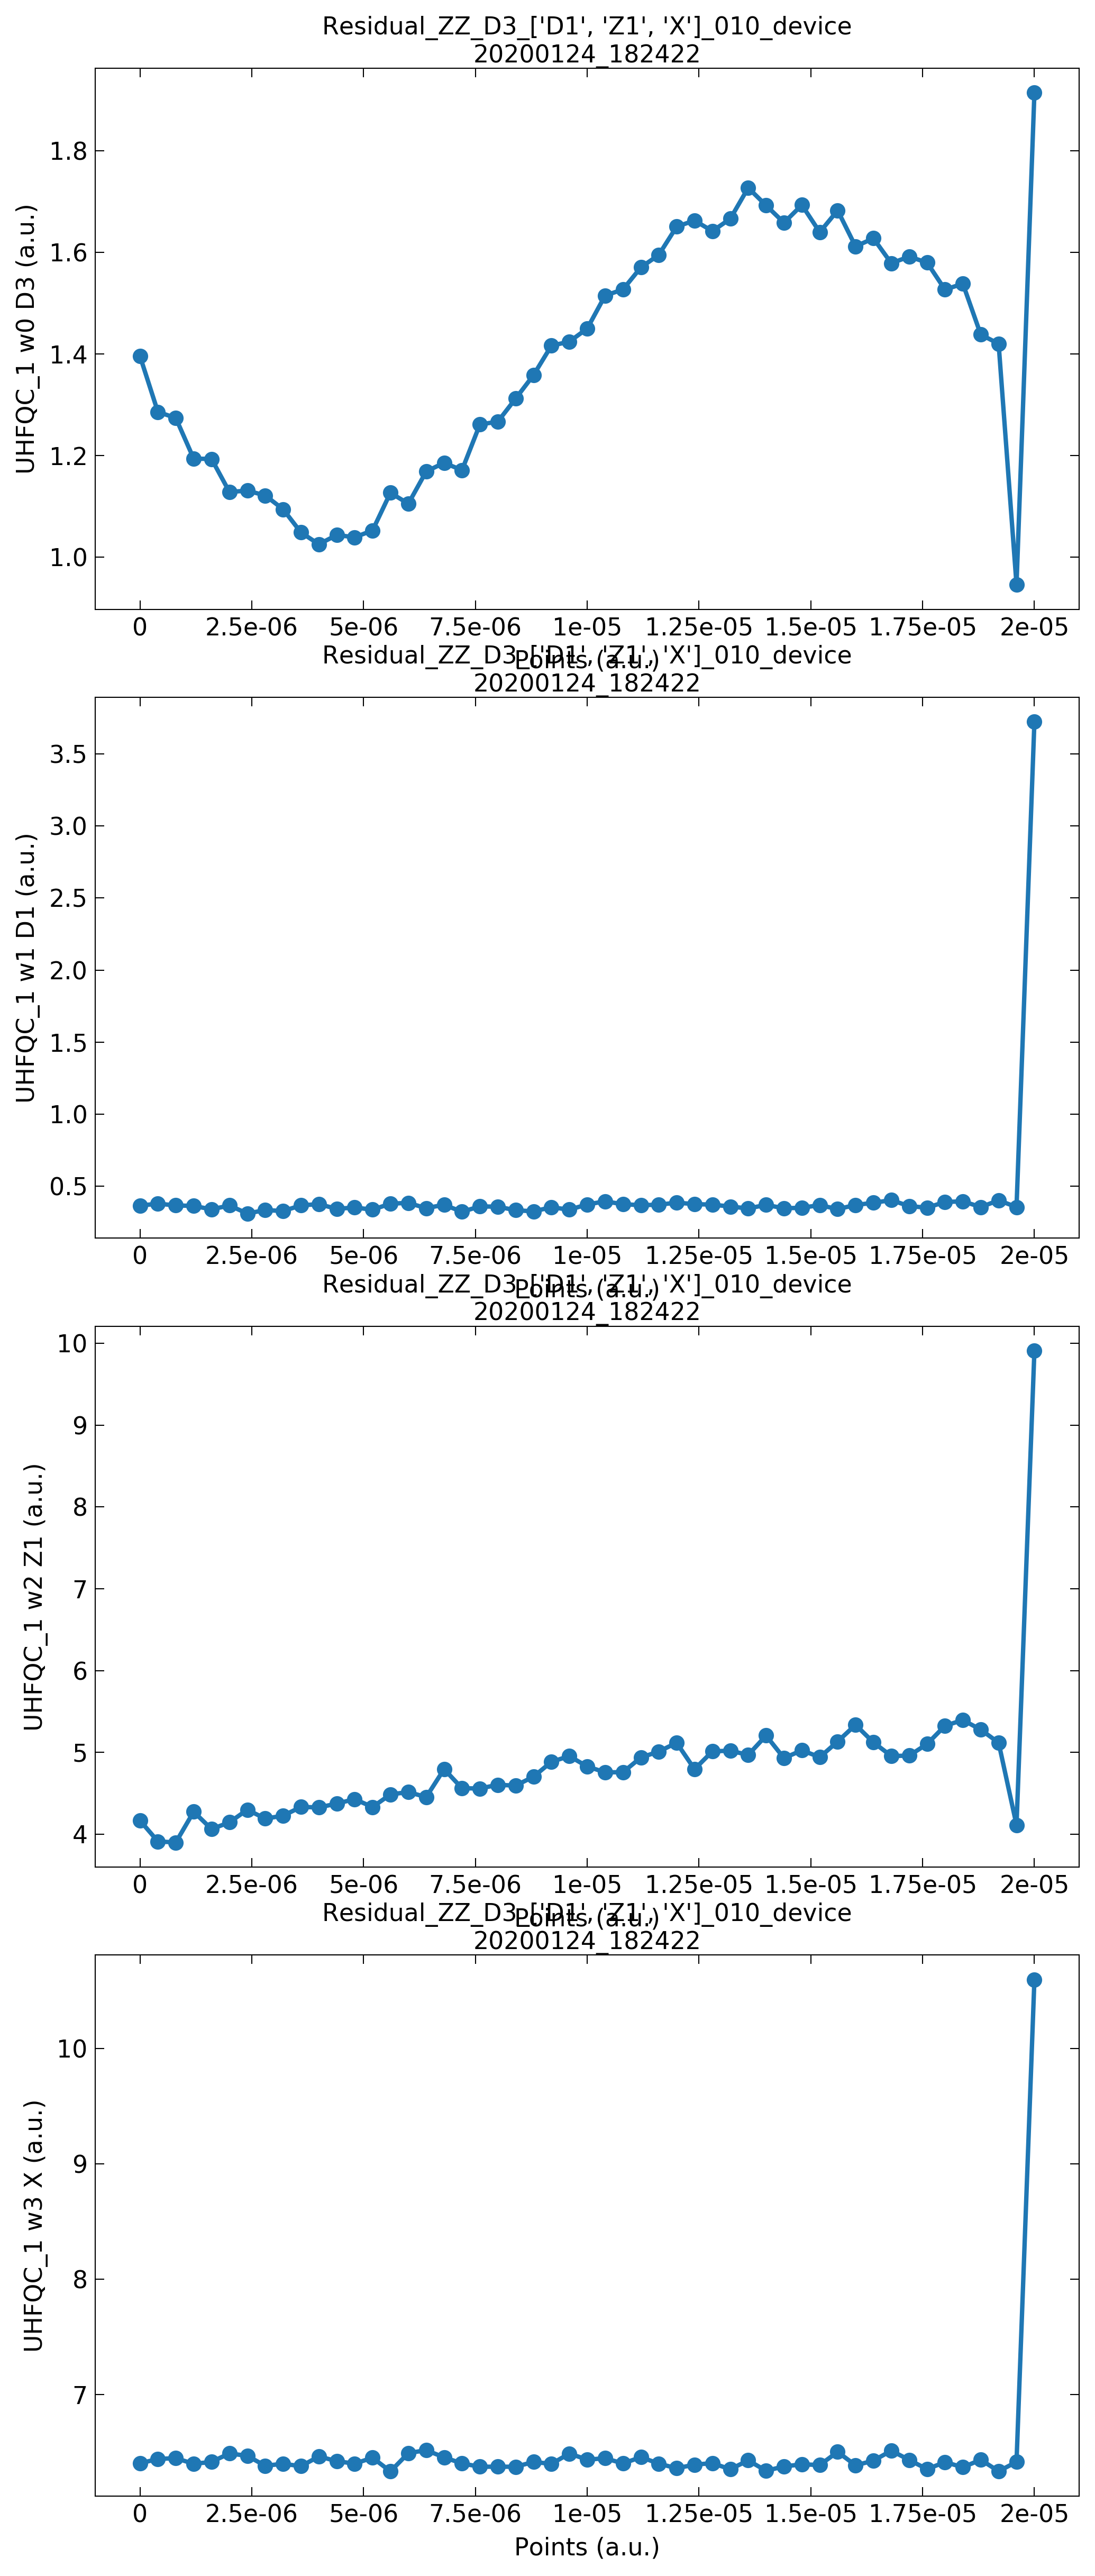 Residual_ZZ_D3_['D1', 'Z1', 'X']_010_device
20200124_182422
UHFQC_1 w0 D3 (a.u.)
1.8
1.6
1.4
1.2
1.0
0 2.5e-06 5e-06 7.5e-06 1e-05 1.25e-05 1.5e-05 1.75e-05 2e-05
Points (a.u.)
Residual_ZZ_D3_['D1', 'Z1', 'X']_010_device
20200124_182422
UHFQC_1 w1 D1 (a.u.)
3.5
3.0
2.5
2.0
1.5
1.0
0.5
0 2.5e-06 5e-06 7.5e-06 1e-05 1.25e-05 1.5e-05 1.75e-05 2e-05
Points (a.u.)
Residual_ZZ_D3_['D1', 'Z1', 'X']_010_device
20200124_182422
UHFQC_1 w2 Z1 (a.u.)
10
9
8
7
6
5
4
0 2.5e-06 5e-06 7.5e-06 1e-05 1.25e-05 1.5e-05 1.75e-05 2e-05
Points (a.u.)
Residual_ZZ_D3_['D1', 'Z1', 'X']_010_device
20200124_182422
UHFQC_1 w3 X (a.u.)
10
9
8
7
0 2.5e-06 5e-06 7.5e-06 1e-05 1.25e-05 1.5e-05 1.75e-05 2e-05
Points (a.u.)